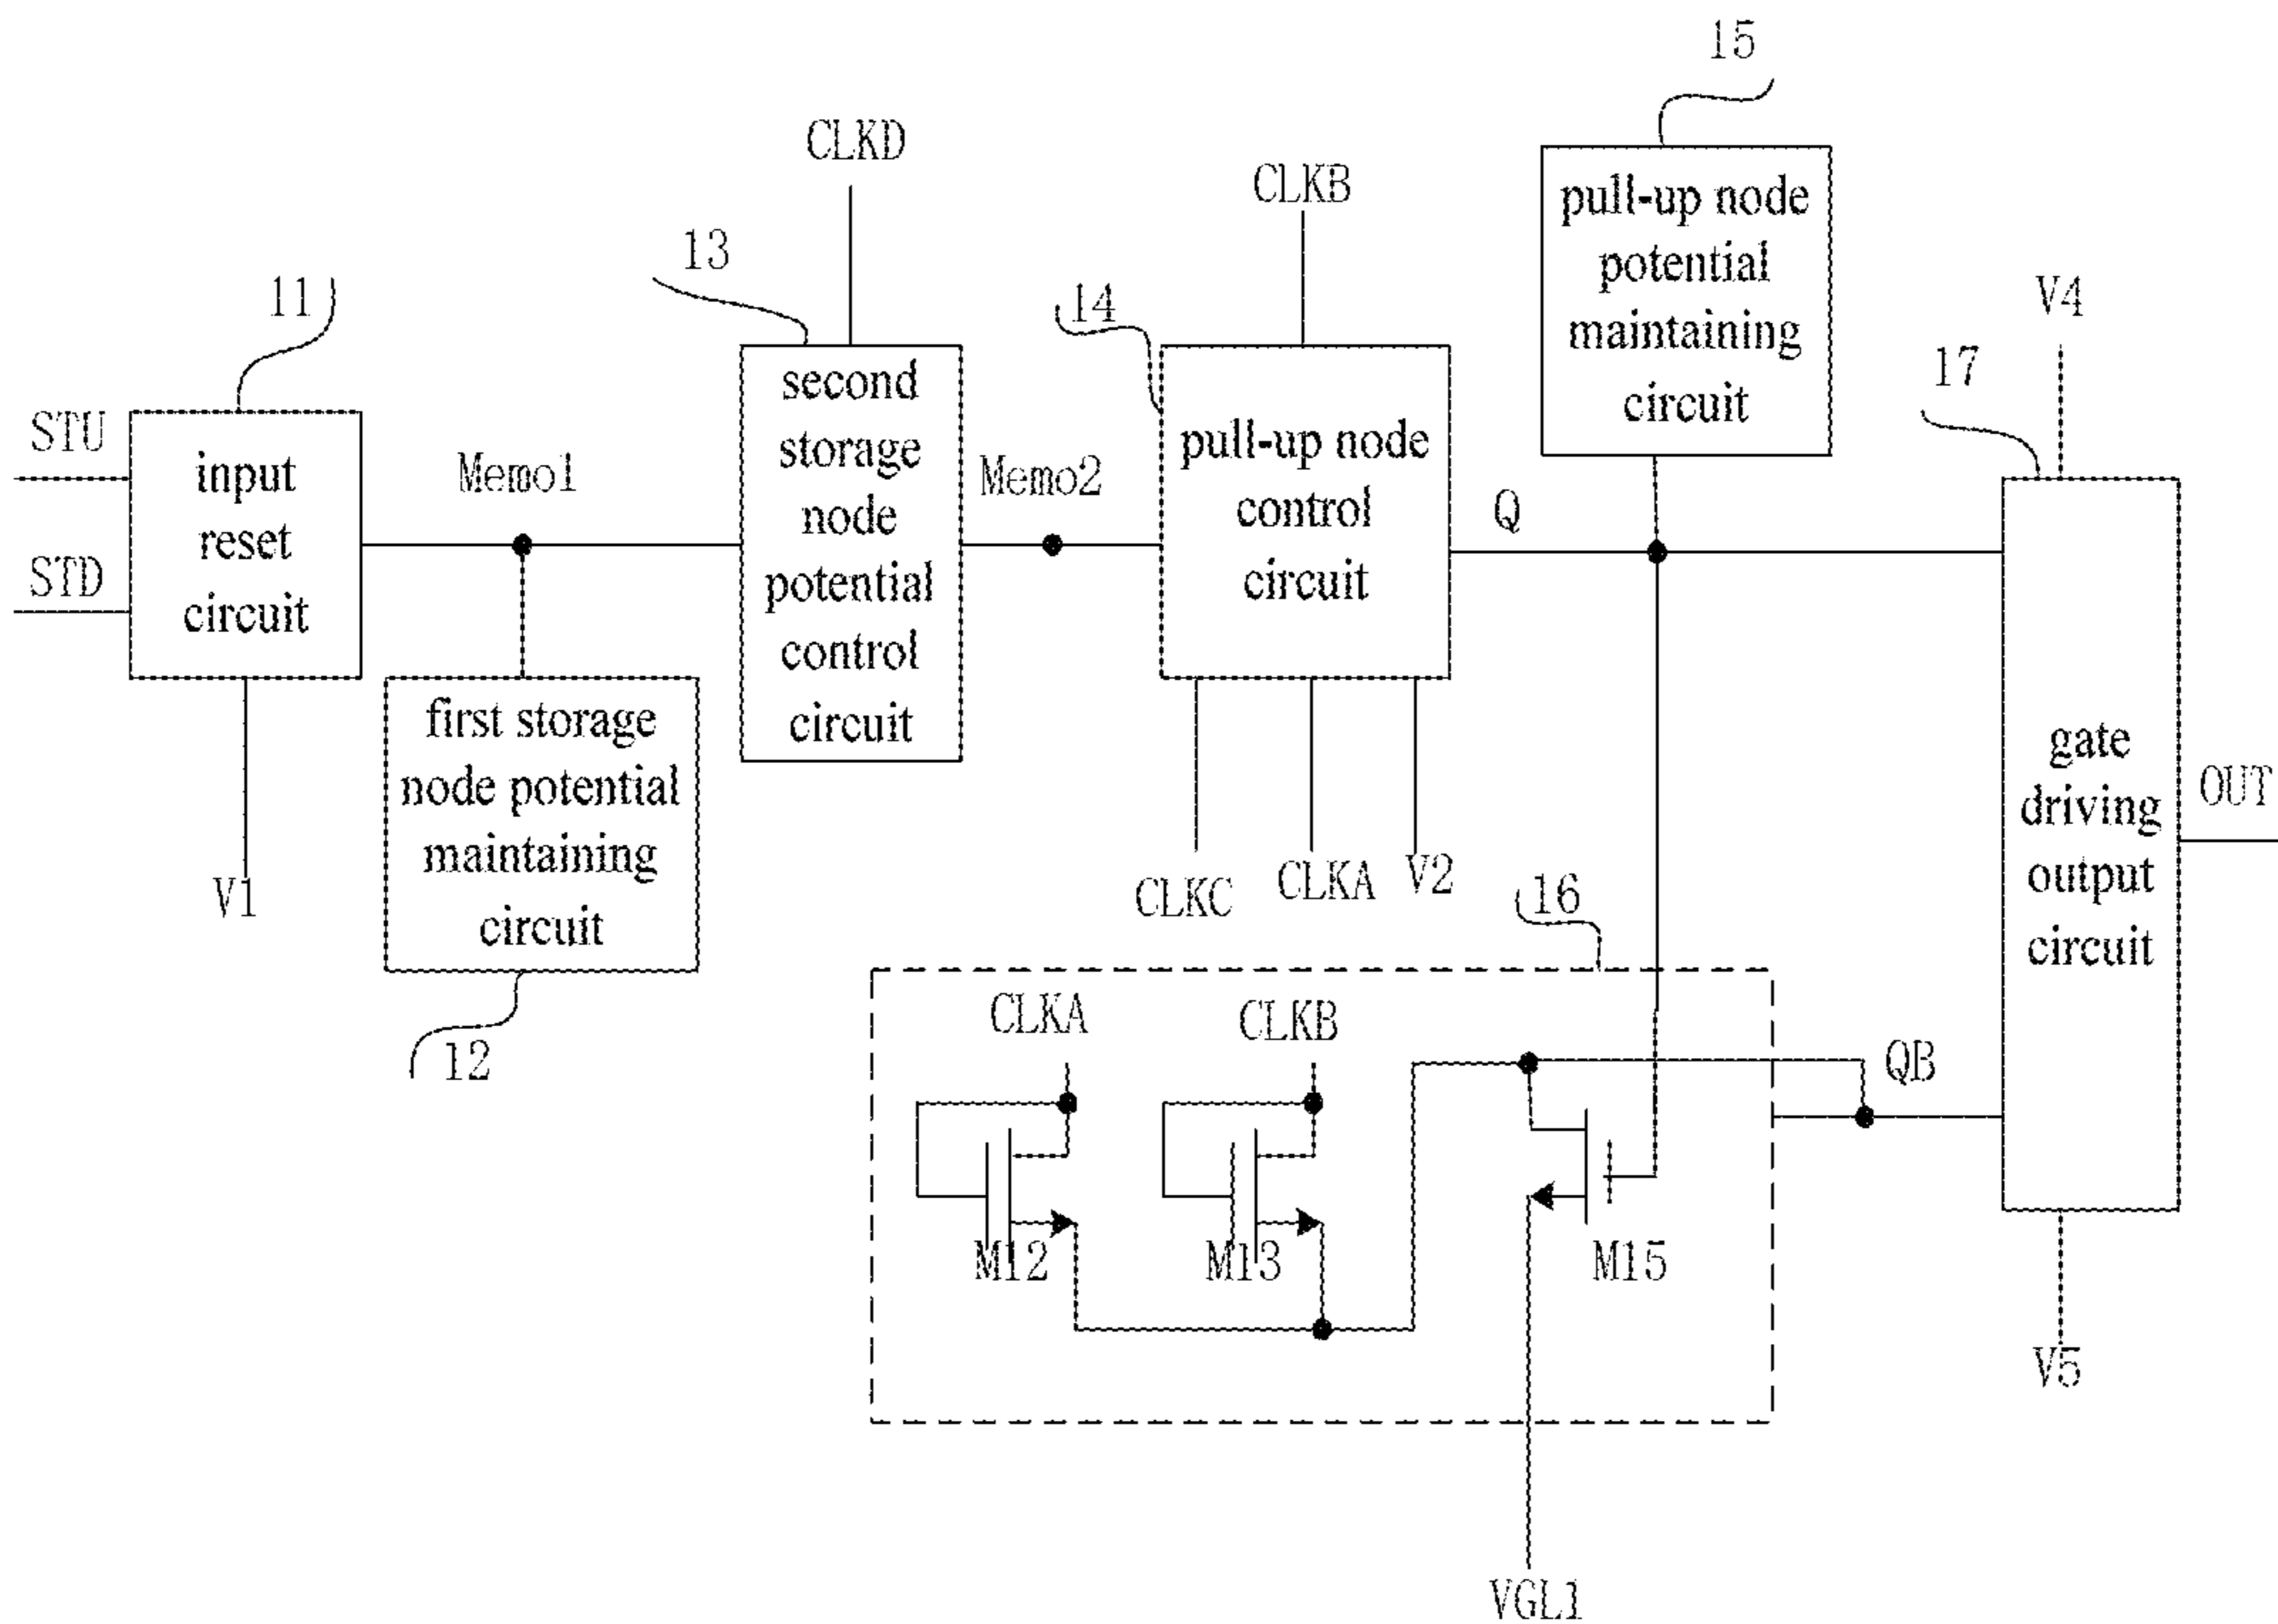 15
CLKD
CLKB
pull-up node
potential
maintaining
circuit
13
11
14
V4
17
STU
STD
input
reset
circuit
Memo1
second
storage
node
potential
control
circuit
Memo2
pull-up node
control
circuit
Q
V1
first storage
node potential
maintaining
circuit
12
CLKC
CLKA
V2
16
gate
driving
output
circuit
OUT
CLKA
CLKB
QB
M12
M13
M15
V5
VGL1